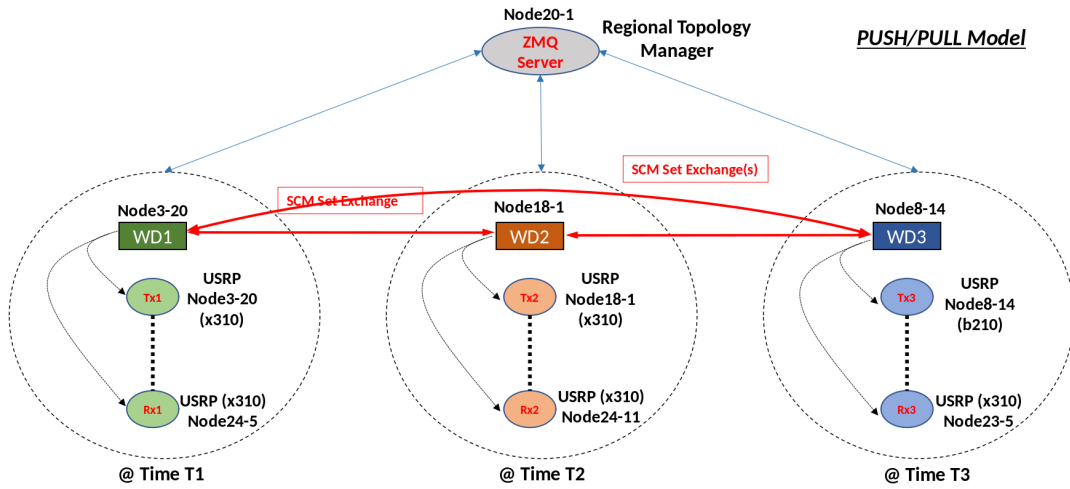 Node20-1
ZMQ
Server
Regional Topology
Manager
PUSH/PULL Model
SCM Set Exchange(s)
SCM Set Exchange
Node3-20
WD1
Node18-1
WD2
Node8-14
WD3
Tx1
USRP
Node3-20
(x310)
Tx2
USRP
Node18-1
(x310)
Tx3
USRP
Node8-14
(b210)
Rx1
USRP (x310)
Node24-5
Rx2
USRP (x310)
Node24-11
Rx3
USRP (x310)
Node23-5
@ Time T1
@ Time T2
@ Time T3